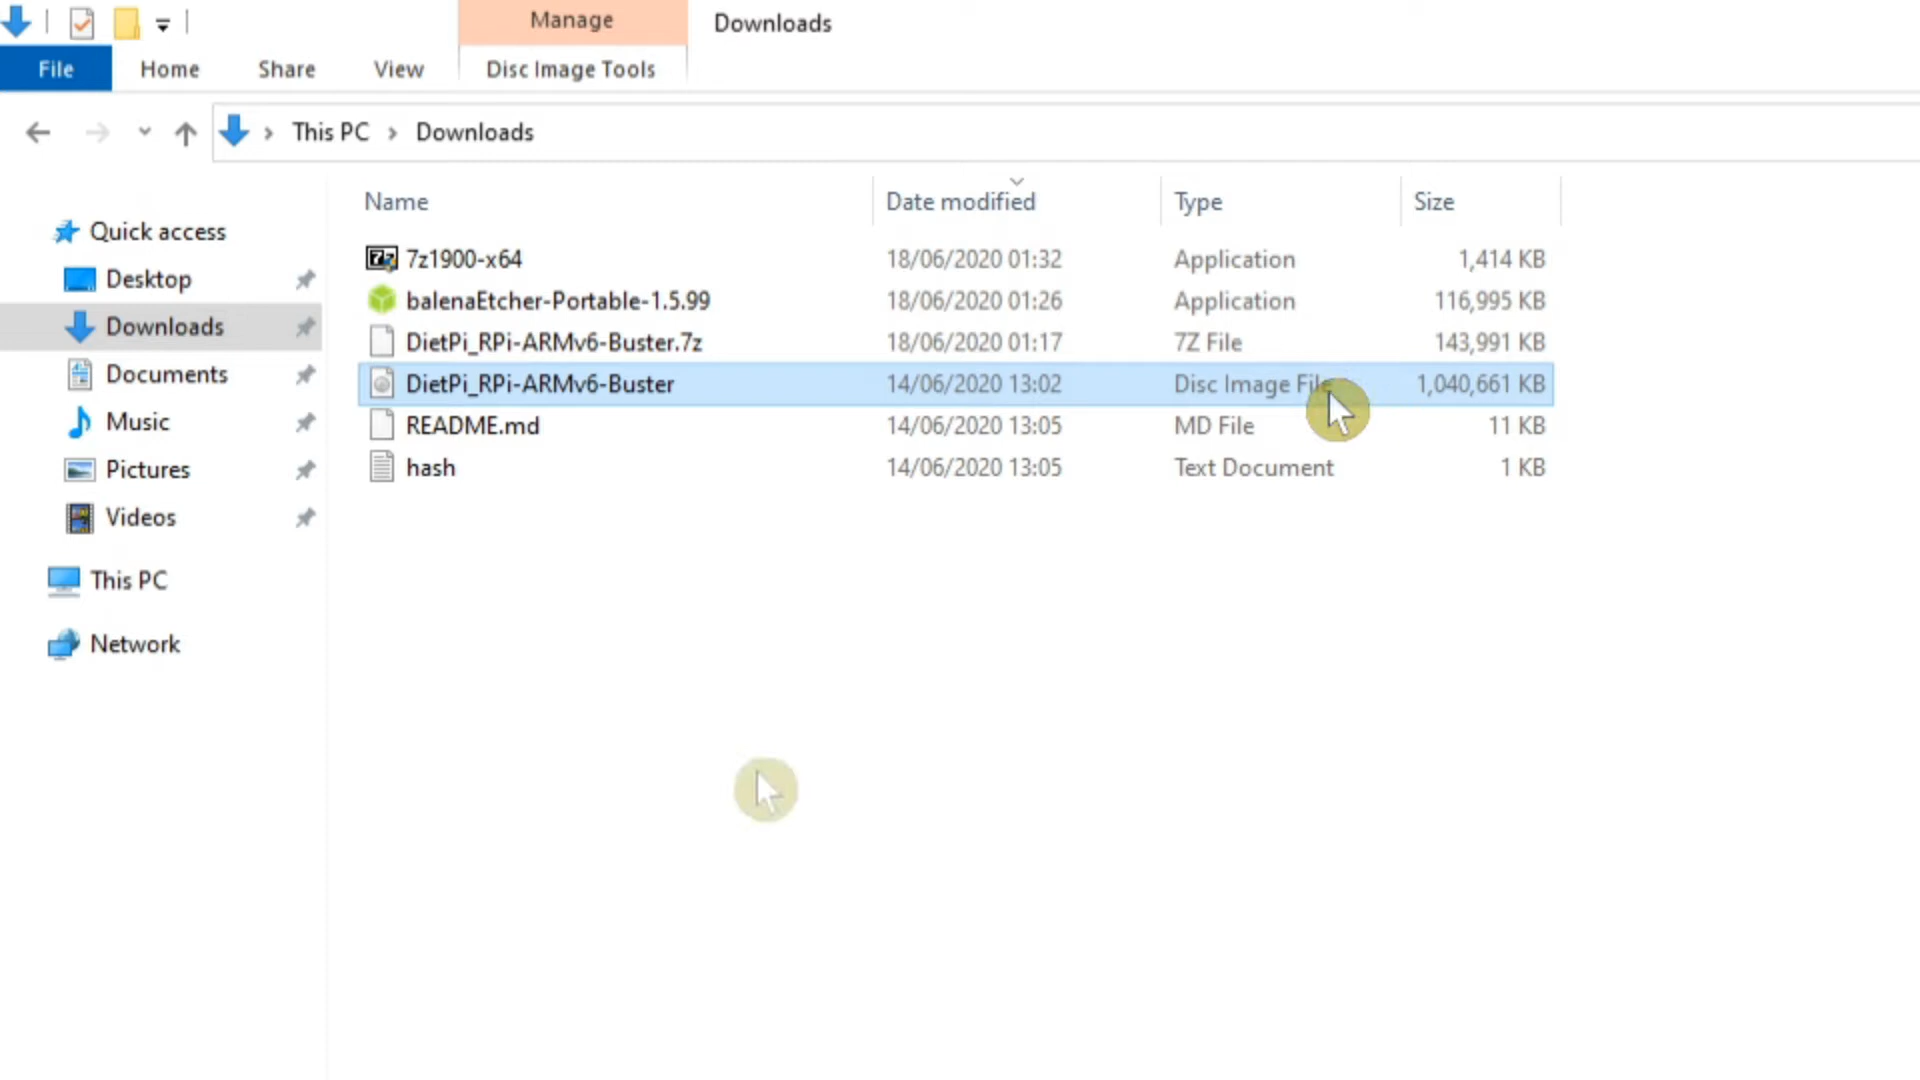 Manage
Downloads
File
Home
Share
View
Disc Image Tools
This PC
Downloads
Name
Date modified
Type
Size
Quick access
Desktop
Downloads
Documents
Music
Pictures
Videos
This PC
Network
7z1900-x64 18/06/2020 01:32 Application 1,414 KB
balenaEtcher-Portable-1.5.99 18/06/2020 01:26 Application 116,995 KB
DietPi_RPi-ARMv6-Buster.7z 18/06/2020 01:17 7Z File 143,991 KB
DietPi_RPi-ARMv6-Buster 14/06/2020 13:02 Disc Image File 1,040,661 KB
README.md 14/06/2020 13:05 MD File 11 KB
hash 14/06/2020 13:05 Text Document 1 KB